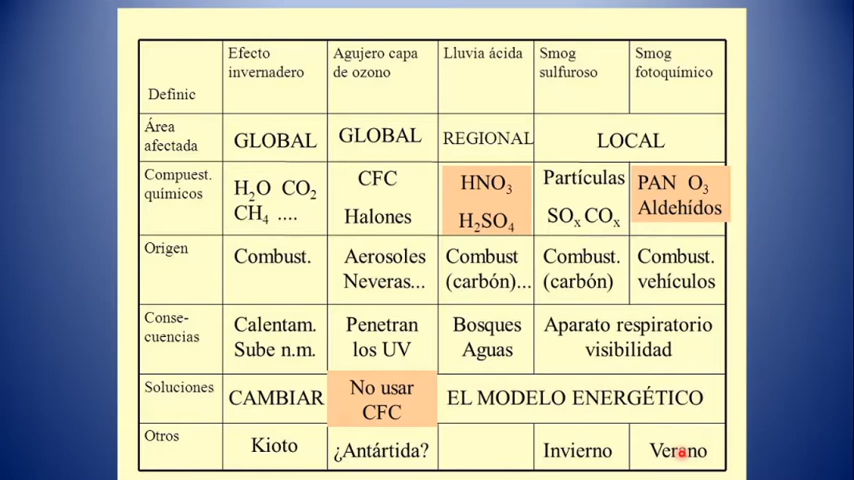 Definic
Efecto
invernadero
Agujero capa
de ozono
Lluvia ácida
Smog
sulfuroso
Smog
fotoquímico
Área
afectada
GLOBAL
GLOBAL
REGIONAL
LOCAL
Compuest.
químicos
H₂O CO₂
CH₄ ....
CFC
Halones
HNO₃
H₂SO₄
Partículas
SOₓ COₓ
PAN O₃
Aldehídos
Origen
Combust.
Aerosoles
Neveras...
Combust
(carbón)...
Combust.
(carbón)
Combust.
vehículos
Conse-
cuencias
Calentam.
Sube n.m.
Penetran
los UV
Bosques
Aguas
Aparato respiratorio
visibilidad
Soluciones
CAMBIAR
No usar
CFC
EL MODELO ENERGÉTICO
Otros
Kioto
¿Antártida?
Invierno
Verano